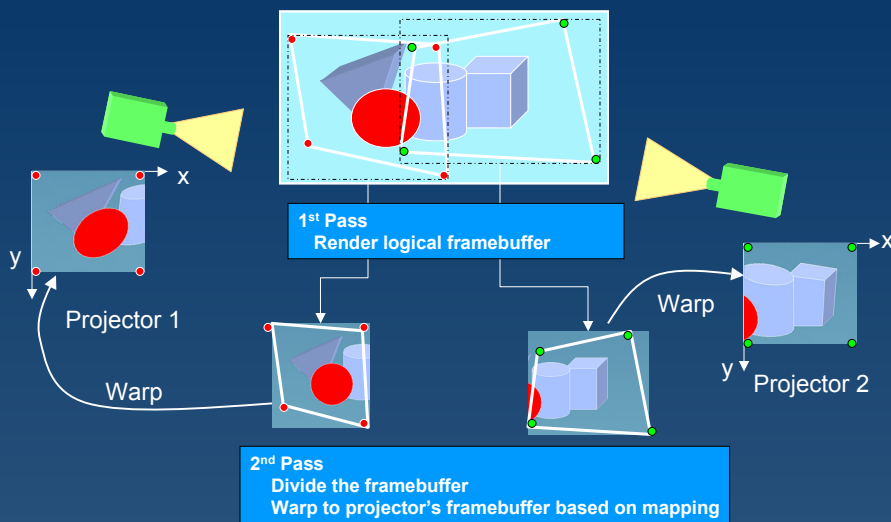 x
1st Pass
Render logical framebuffer
x
y
Projector 1
Warp
y
Projector 2
Warp
2nd Pass
Divide the framebuffer
Warp to projector's framebuffer based on mapping